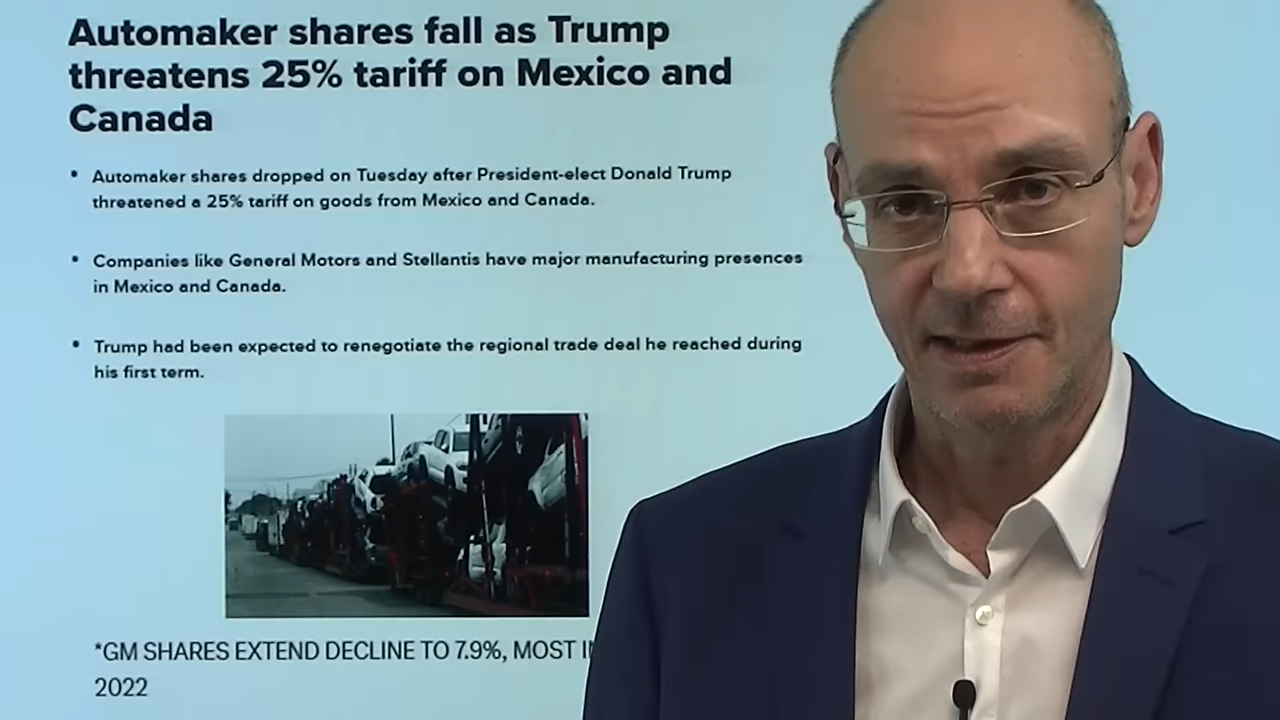 Automaker shares fall as Trump
threatens 25% tariff on Mexico and
Canada
• Automaker shares dropped on Tuesday after President-elect Donald Trump
threatened a 25% tariff on goods from Mexico and Canada.
• Companies like General Motors and Stellantis have major manufacturing presences
in Mexico and Canada.
• Trump had been expected to renegotiate the regional trade deal he reached during
his first term.
*GM SHARES EXTEND DECLINE TO 7.9%, MOST
2022